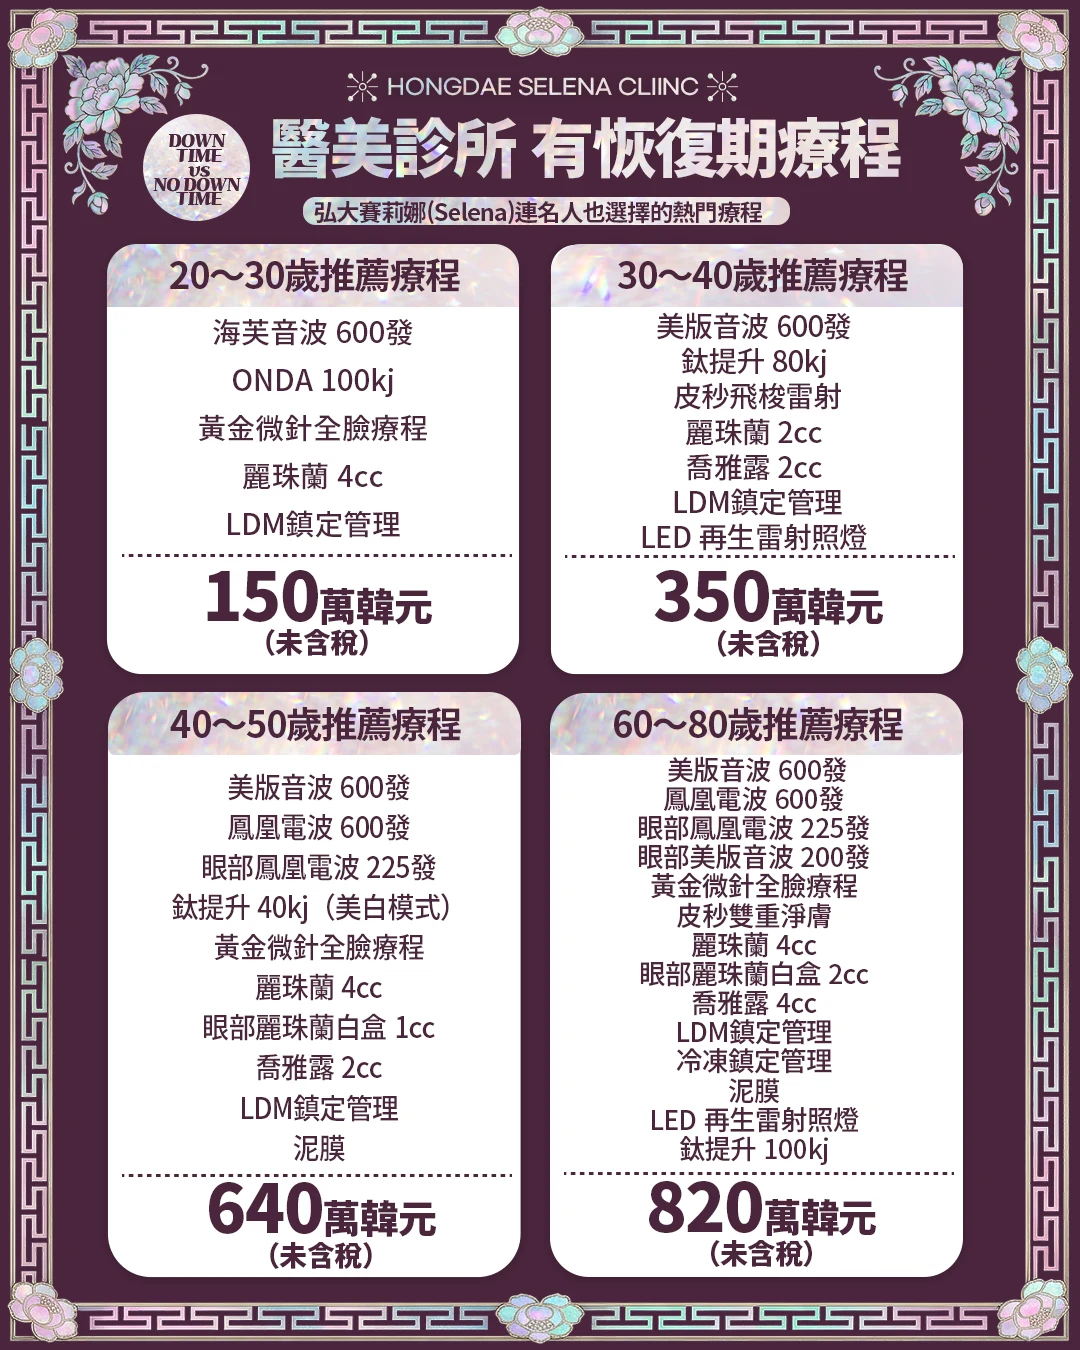 HONGDAE SELENA CLIINC
DOWN
TIME
VS
NO DOWN
TIME
醫美診所 有恢復期療程
弘大賽莉娜(Selena)連名人也選擇的熱門療程
20～30歲推薦療程
海芙音波 600發
ONDA 100kj
黃金微針全臉療程
麗珠蘭 4cc
LDM鎮定管理
150萬韓元
（未含稅）
30～40歲推薦療程
美版音波 600發
鈦提升 80kj
皮秒飛梭雷射
麗珠蘭 2cc
喬雅露 2cc
LDM鎮定管理
LED 再生雷射照燈
350萬韓元
（未含稅）
40～50歲推薦療程
美版音波 600發
鳳凰電波 600發
眼部鳳凰電波 225發
鈦提升 40kj（美白模式）
黃金微針全臉療程
麗珠蘭 4cc
眼部麗珠蘭白盒 1cc
喬雅露 2cc
LDM鎮定管理
泥膜
640萬韓元
（未含稅）
60～80歲推薦療程
美版音波 600發
鳳凰電波 600發
眼部鳳凰電波 225發
眼部美版音波 200發
黃金微針全臉療程
皮秒雙重淨膚
麗珠蘭 4cc
眼部麗珠蘭白盒 2cc
喬雅露 4cc
LDM鎮定管理
冷凍鎮定管理
泥膜
LED 再生雷射照燈
鈦提升 100kj
820萬韓元
（未含稅）